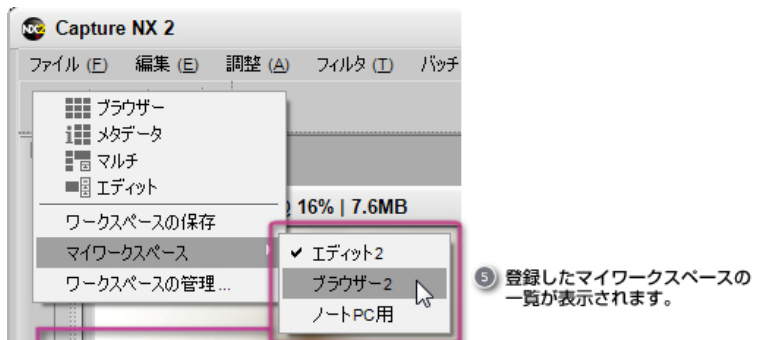 Capture NX 2
ファイル (F) 編集 (E) 調整 (A) フィルタ (T) バッチ
ブラウザー
メタデータ
マルチ
エディット
16% | 7.6MB
ワークスペースの保存
マイワークスペース
ワークスペースの管理...
✔ エディット2
ブラウザー2
ノートPC用
5 登録したマイワークスペースの
一覧が表示されます。